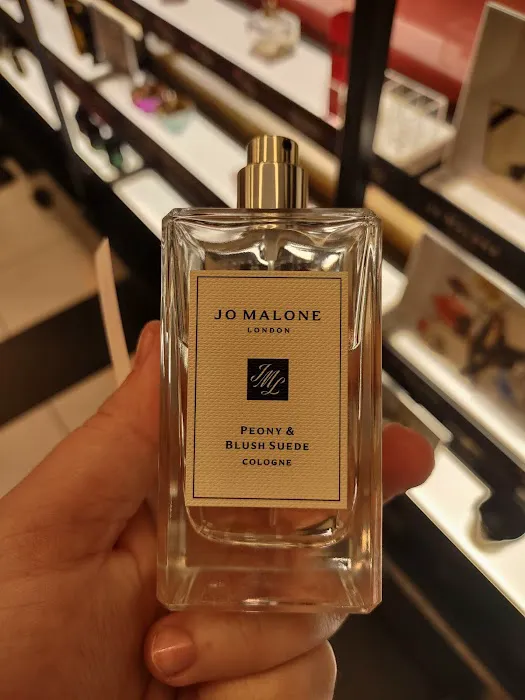 JO MALONE
LONDON
JML
PEONY &
BLUSH SUEDE
COLOGNE